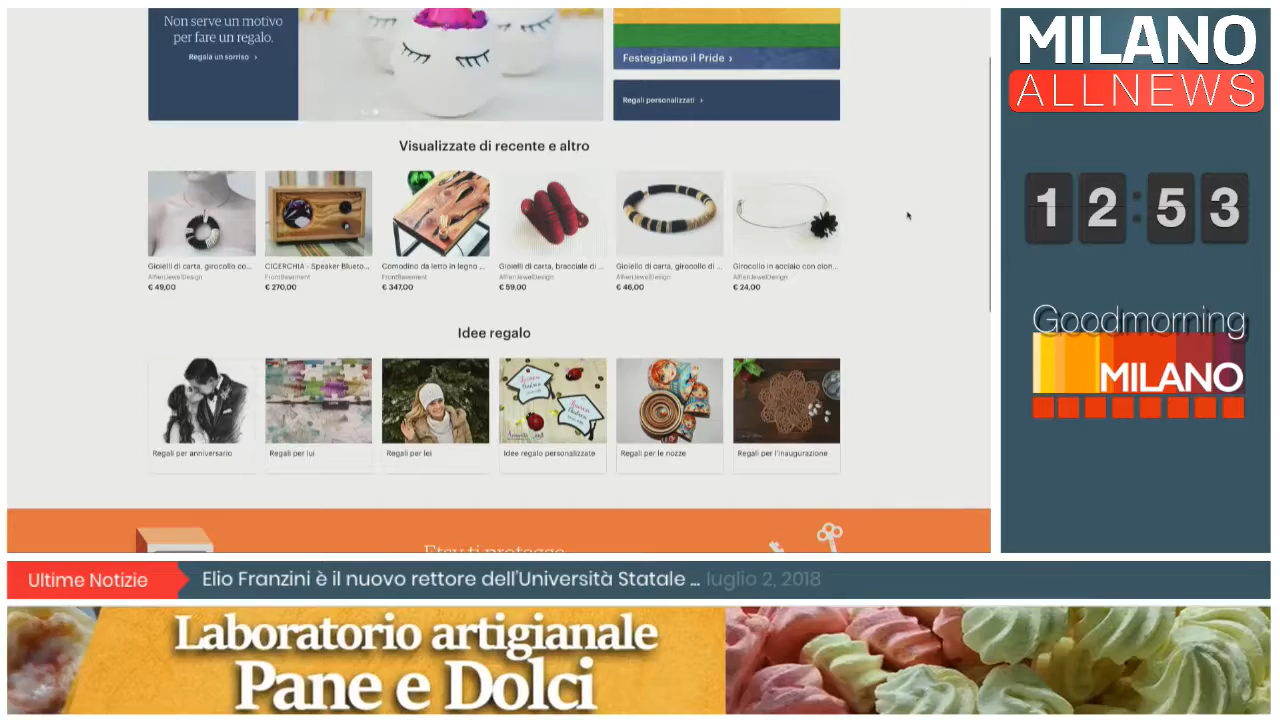 Non serve un motivo
per fare un regalo.
Regala un sorriso ›
Festeggiamo il Pride ›
Regali personalizzati ›
Visualizzate di recente e altro
Gioielli di carta, girocollo co...
AlfieriJewelDesign
€ 49,00
CICERCHIA - Speaker Blueto...
FrontBasement
€ 270,00
Comodino da letto in legno ...
FrontBasement
€ 347,00
Gioielli di carta, bracciale di ...
AlfieriJewelDesign
€ 59,00
Gioiello di carta, girocollo di ...
AlfieriJewelDesign
€ 46,00
Girocollo in acciaio con cion...
AlfieriJewelDesign
€ 24,00
Idee regalo
Regali per anniversario
Regali per lui
Regali per lei
Idee regalo personalizzate
Regali per le nozze
Regali per l'inaugurazione
Etsy ti protegge
MILANO
ALLNEWS
12:53
Goodmorning
MILANO
Ultime Notizie
Elio Franzini è il nuovo rettore dell'Università Statale ... luglio 2, 2018
Laboratorio artigianale
Pane e Dolci